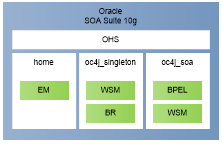 Oracle
SOA Suite 10g
OHS
home
oc4j_singleton
oc4j_soa
EM
WSM
BPEL
BR
WSM